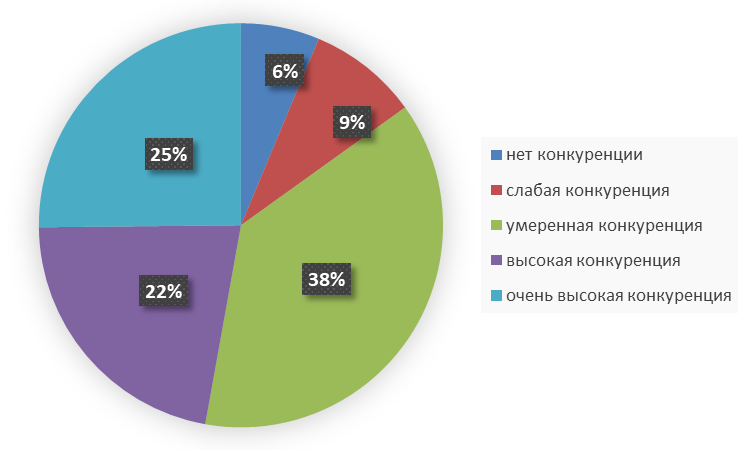 6%
9%
25%
38%
22%
нет конкуренции
слабая конкуренция
умеренная конкуренция
высокая конкуренция
очень высокая конкуренция